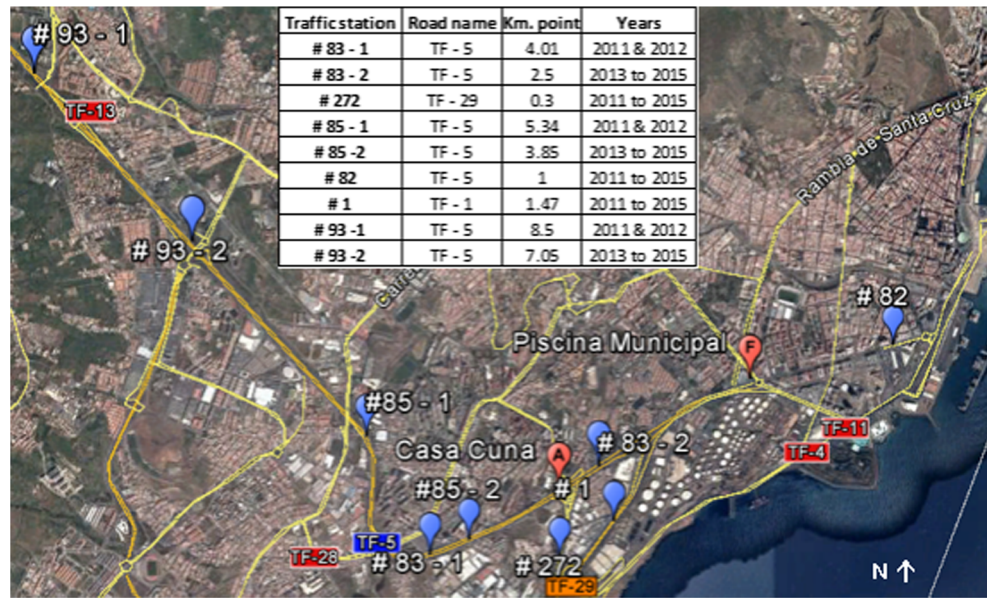 Traffic station Road name Km. point Years
# 83 - 1 TF - 5 4.01 2011 & 2012
# 83 - 2 TF - 5 2.5 2013 to 2015
# 272 TF - 29 0.3 2011 to 2015
# 85 - 1 TF - 5 5.34 2011 & 2012
# 85 -2 TF - 5 3.85 2013 to 2015
# 82 TF - 5 1 2011 to 2015
# 1 TF - 1 1.47 2011 to 2015
# 93 -1 TF - 5 8.5 2011 & 2012
# 93 -2 TF - 5 7.05 2013 to 2015
# 93 - 1
TF-13
Rambla de Santa Cruz
# 93 - 2
# 82
Piscina Municipal
F
#85 - 1
TF-11
Casa Cuna
A
# 83 - 2
TF-4
#85 - 2
# 1
TF-5
TF-28
# 83 - 1
# 272
TF-29
N ↑